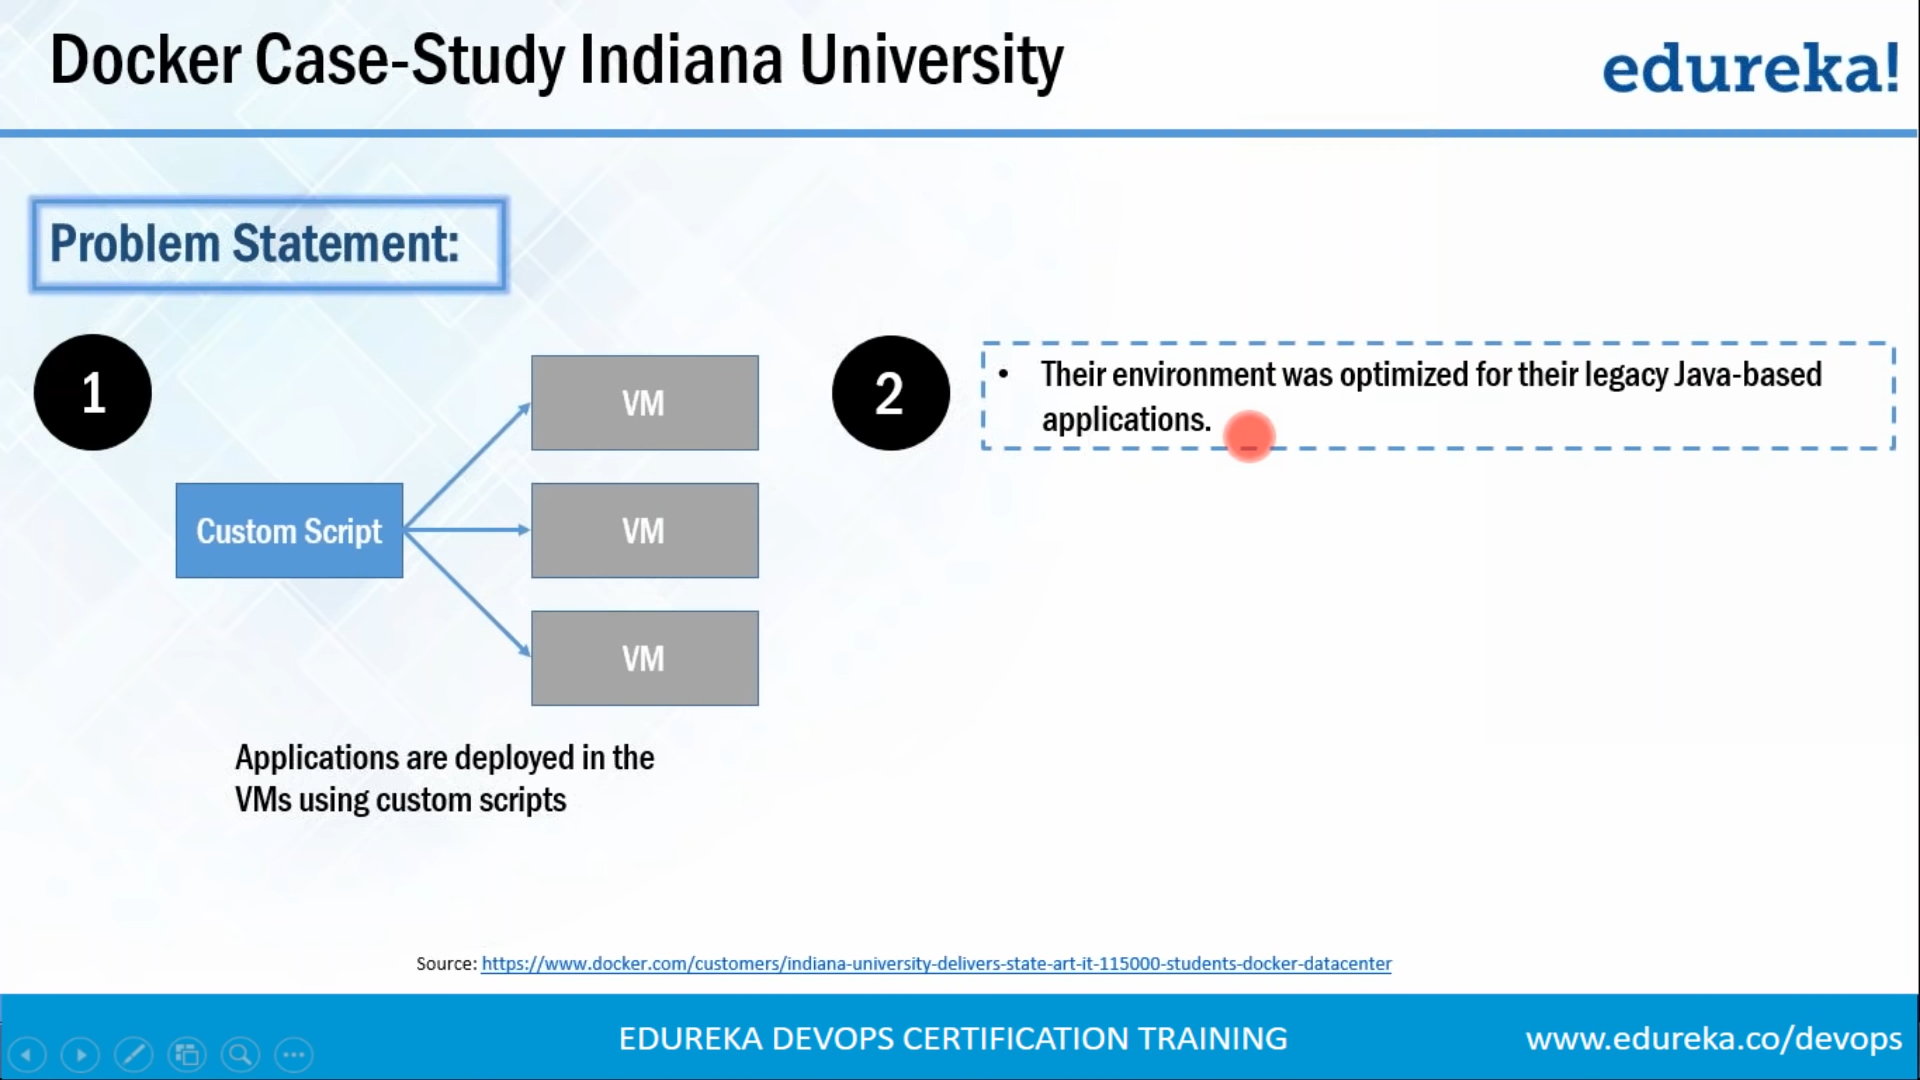 Docker Case-Study Indiana University
edureka!
Problem Statement:
1
Custom Script
VM
VM
VM
Applications are deployed in the
VMs using custom scripts
2
• Their environment was optimized for their legacy Java-based
applications.
Source: https://www.docker.com/customers/indiana-university-delivers-state-art-it-115000-students-docker-datacenter
EDUREKA DEVOPS CERTIFICATION TRAINING
www.edureka.co/devops